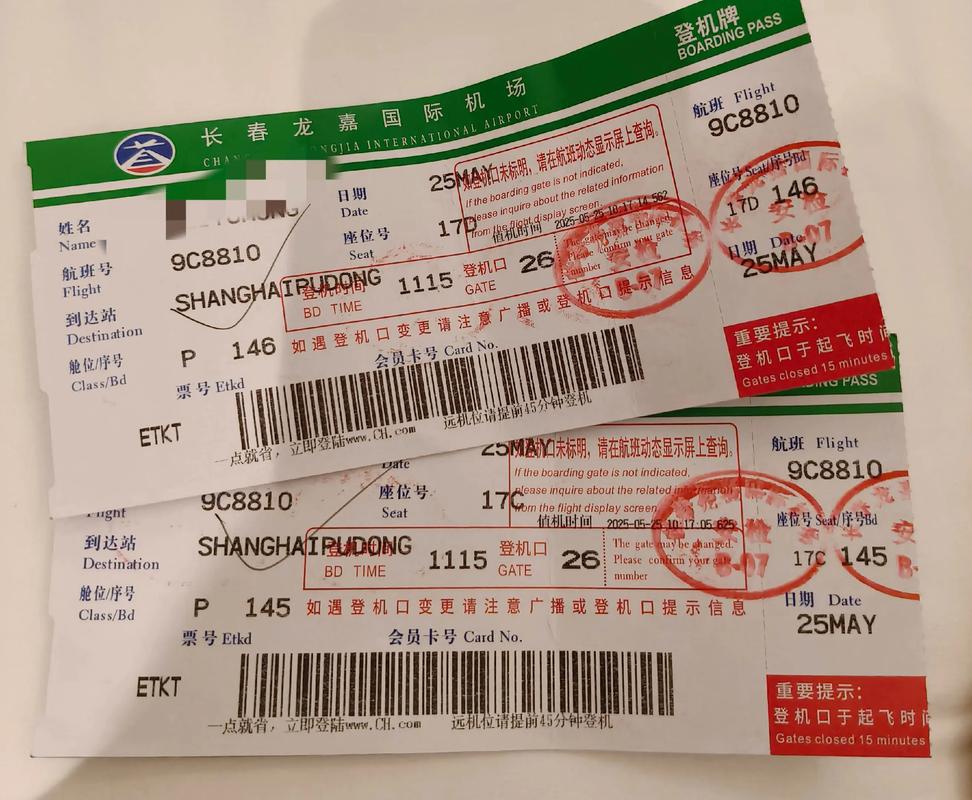 登机牌
BOARDING PASS
长春龙嘉国际机场
CHANG NGJIA INTERNATIONAL AIRPORT
航班 Flight
9C8810
姓名
Name
日期
Date
25MAY
登机口未标明，请在航班动态显示屏上查询。
If the boarding gate is not indicated,
please inquire about the related information
from the flight display screen.
座位号
Seat
17D
值机时间 2025-05-25 10:17:14.562
座位号 Seat/序号Bd
17D 146
安检
B-07
日期 Date
25MAY
航班号
Flight
9C8810
到达站
Destination
SHANGHAIPUDONG
登机时间
BD TIME
1115
登机口
GATE
26
The gate may be changed.
Please confirm your gate
number
安检
B-07
舱位/序号
Class/Bd
P 146
如遇登机口变更请注意广播或登机口提示信息
票号 Etkd
会员卡号 Card No.
ETKT
一点就省，立即登陆www.CH.com 远机位请提前45分钟登机
重要提示：
登机口于起飞时间
Gates closed 15 minutes
DING PASS
Flight
9C8810
Date
25MAY
登机口未标明，请在航班动态显示屏上查询。
If the boarding gate is not indicated,
please inquire about the related information
from the flight display screen.
座位号
Seat
17C
值机时间 2025-05-25 10:17:05.625
航班 Flight
9C8810
座位号 Seat/序号Bd
17C 145
安检
B-
日期 Date
25MAY
到达站
Destination
SHANGHAIPUDONG
登机时间
BD TIME
1115
登机口
GATE
26
The gate may be changed.
Please confirm your gate
number
安检
B-07
舱位/序号
Class/Bd
P 145
如遇登机口变更请注意广播或登机口提示信息
票号 Etkd
会员卡号 Card No.
ETKT
一点就省，立即登陆www.CH.com 远机位请提前45分钟登机
重要提示：
登机口于起飞时间
Gates closed 15 minutes